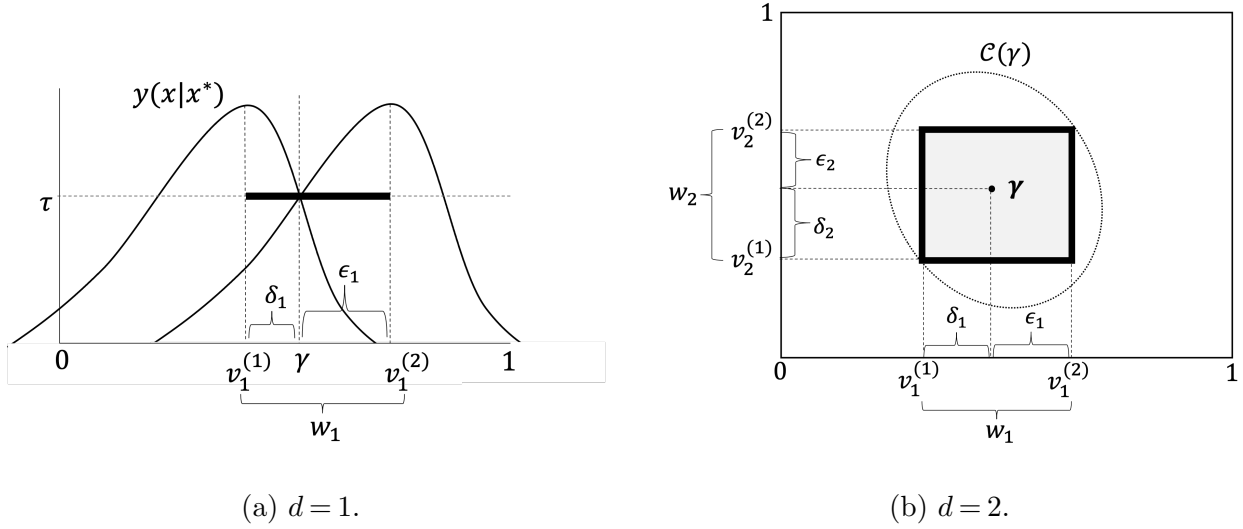 y(x|x*)
τ
δ₁
ϵ₁
0
v₁⁽¹⁾
γ
v₁⁽²⁾
1
w₁
(a) d = 1.
1
C(γ)
v₂⁽²⁾
ϵ₂
w₂
γ
δ₂
v₂⁽¹⁾
δ₁
ϵ₁
0
v₁⁽¹⁾
v₁⁽²⁾
1
w₁
(b) d = 2.